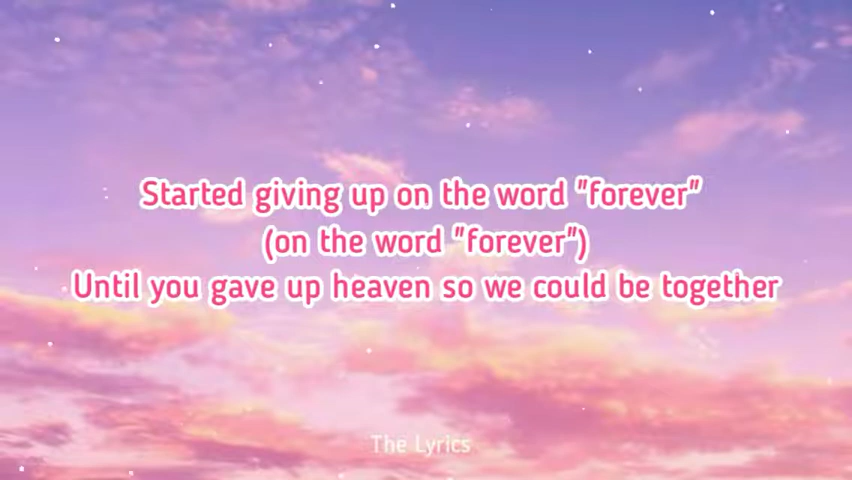 Started giving up on the word "forever"
(on the word "forever")
Until you gave up heaven so we could be together
The Lyrics